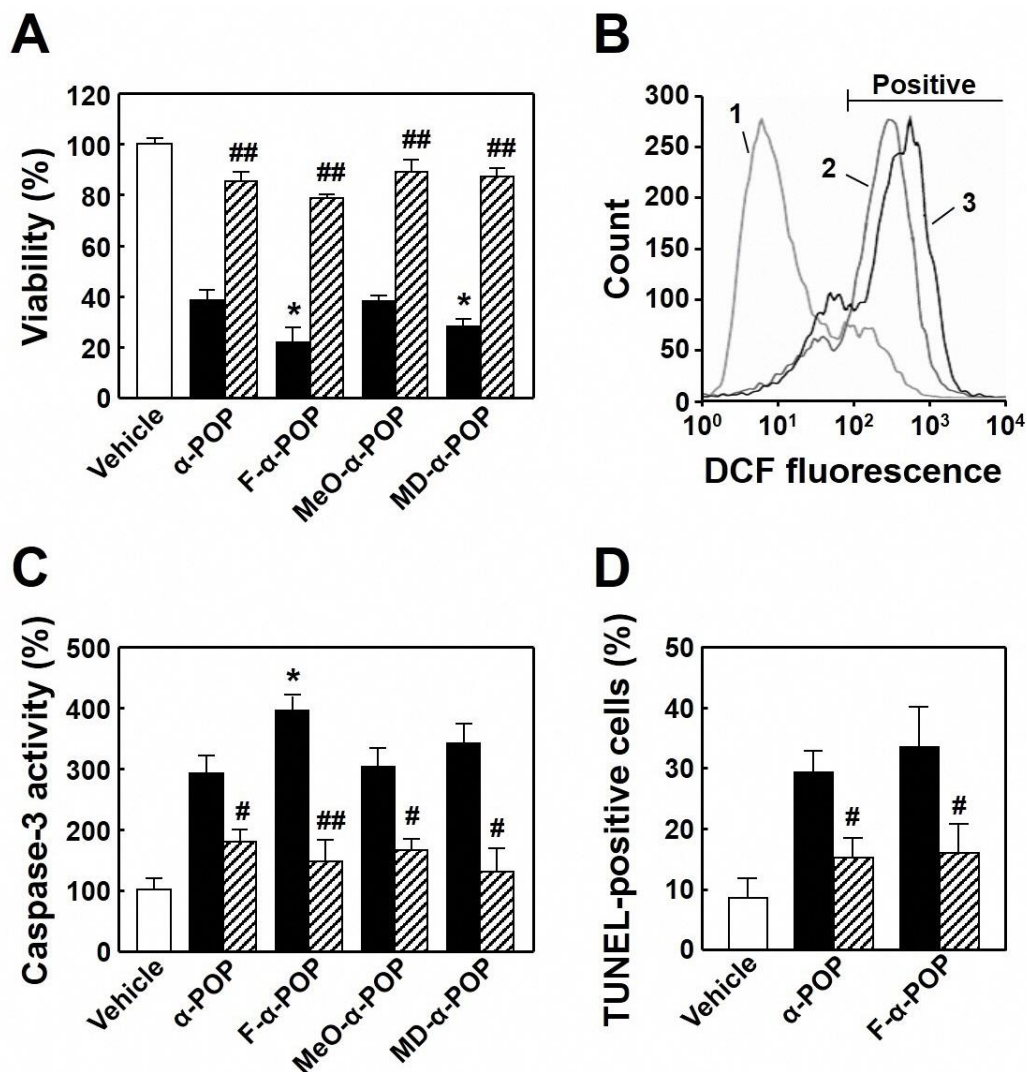 A
Viability (%)
120
100
80
60
40
20
0
##
##
##
##
*
*
Vehicle
α-POP
F-α-POP
MeO-α-POP
MD-α-POP
B
Positive
Count
300
250
200
150
100
50
0
1
2
3
10⁰ 10¹ 10² 10³ 10⁴
DCF fluorescence
C
Caspase-3 activity (%)
500
400
300
200
100
0
*
#
##
#
#
Vehicle
α-POP
F-α-POP
MeO-α-POP
MD-α-POP
D
TUNEL-positive cells (%)
50
40
30
20
10
0
#
#
Vehicle
α-POP
F-α-POP